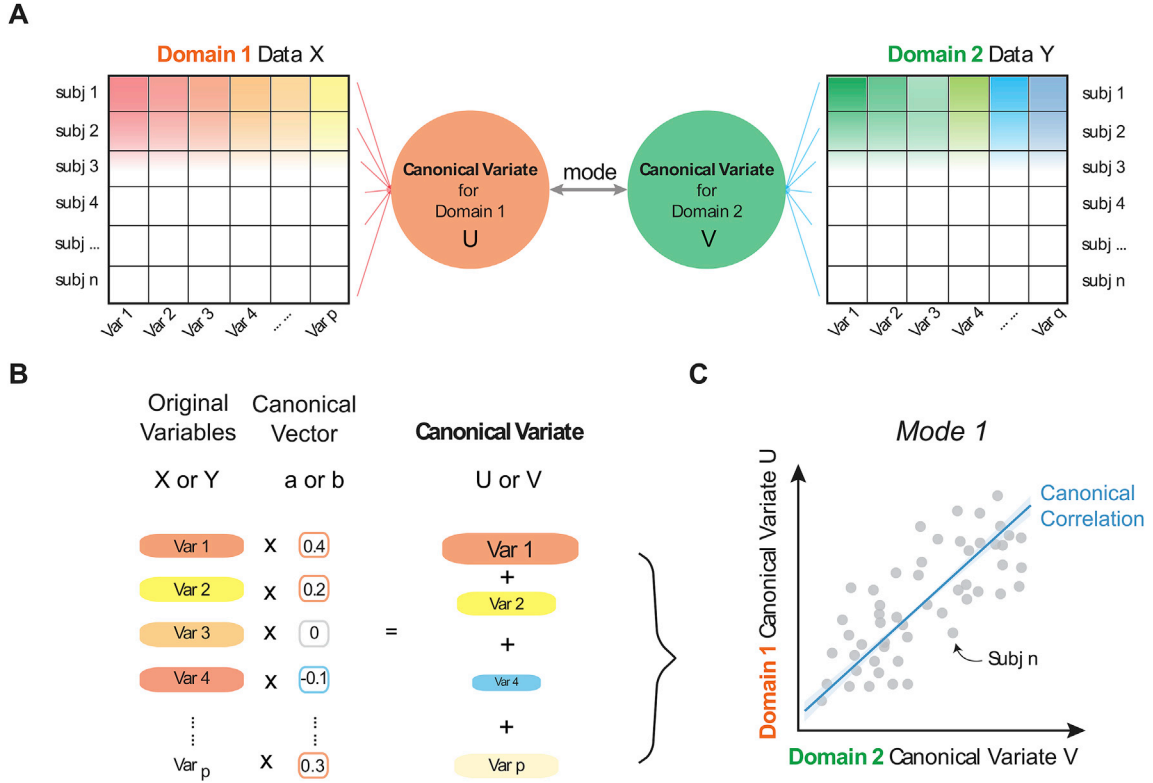 A
Domain 1 Data X
subj 1
subj 2
subj 3
subj 4
subj ...
subj n
Var 1
Var 2
Var 3
Var 4
... ...
Var p
Canonical Variate
for
Domain 1
U
mode
Canonical Variate
for
Domain 2
V
Domain 2 Data Y
subj 1
subj 2
subj 3
subj 4
subj ...
subj n
Var 1
Var 2
Var 3
Var 4
... ...
Var q
B
Original
Variables
X or Y
Canonical
Vector
a or b
Canonical Variate
U or V
Var 1 x 0.4
Var 2 x 0.2
Var 3 x 0
Var 4 x -0.1
Var p x 0.3
=
Var 1
+
Var 2
+
Var 4
+
Var p
C
Mode 1
Domain 1 Canonical Variate U
Canonical
Correlation
Subj n
Domain 2 Canonical Variate V